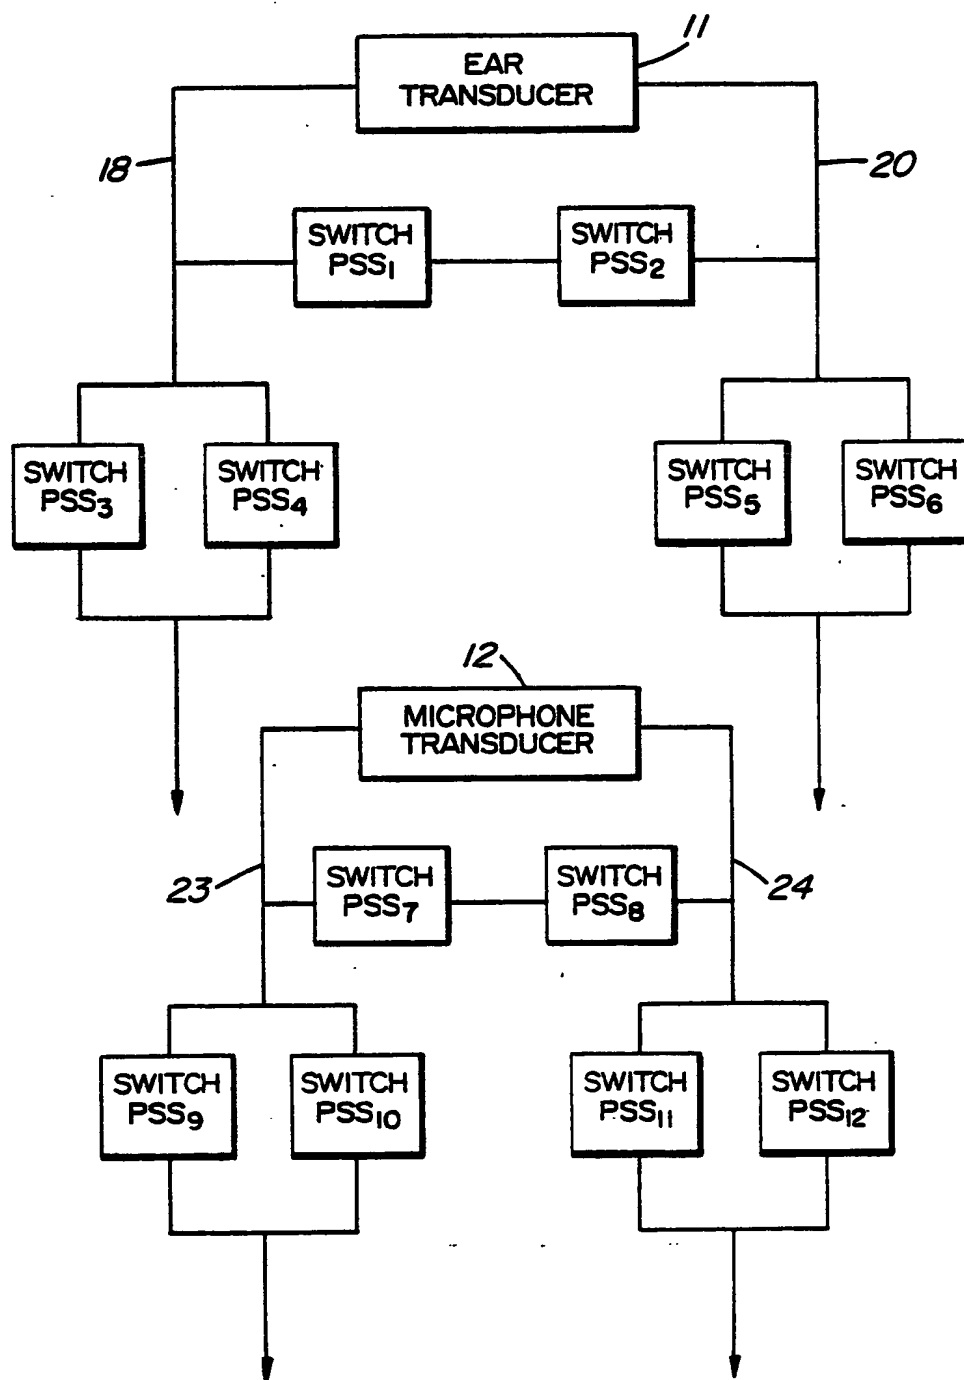 11
EAR
TRANSDUCER
18
20
SWITCH
PSS1
SWITCH
PSS2
SWITCH
PSS3
SWITCH
PSS4
SWITCH
PSS5
SWITCH
PSS6
12
MICROPHONE
TRANSDUCER
23
24
SWITCH
PSS7
SWITCH
PSS8
SWITCH
PSS9
SWITCH
PSS10
SWITCH
PSS11
SWITCH
PSS12